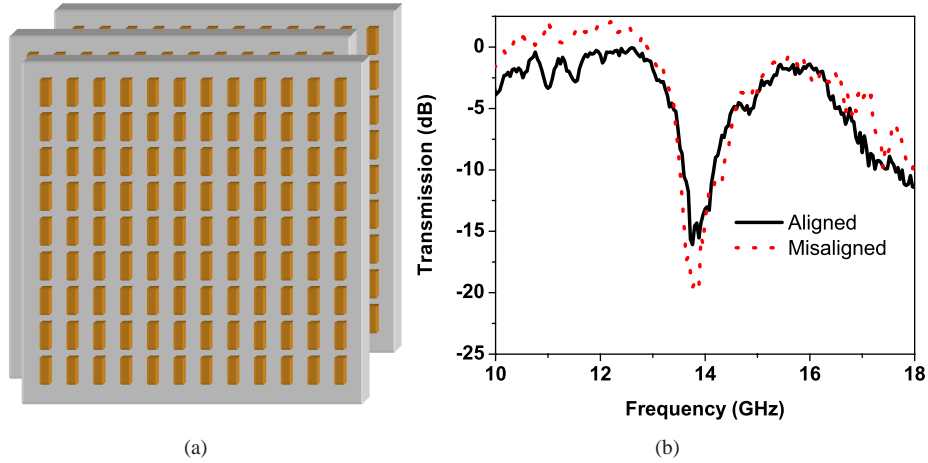 0
-5
-10
-15
-20
-25
10
12
14
16
18
Transmission (dB)
Frequency (GHz)
Aligned
Misaligned
(a)
(b)